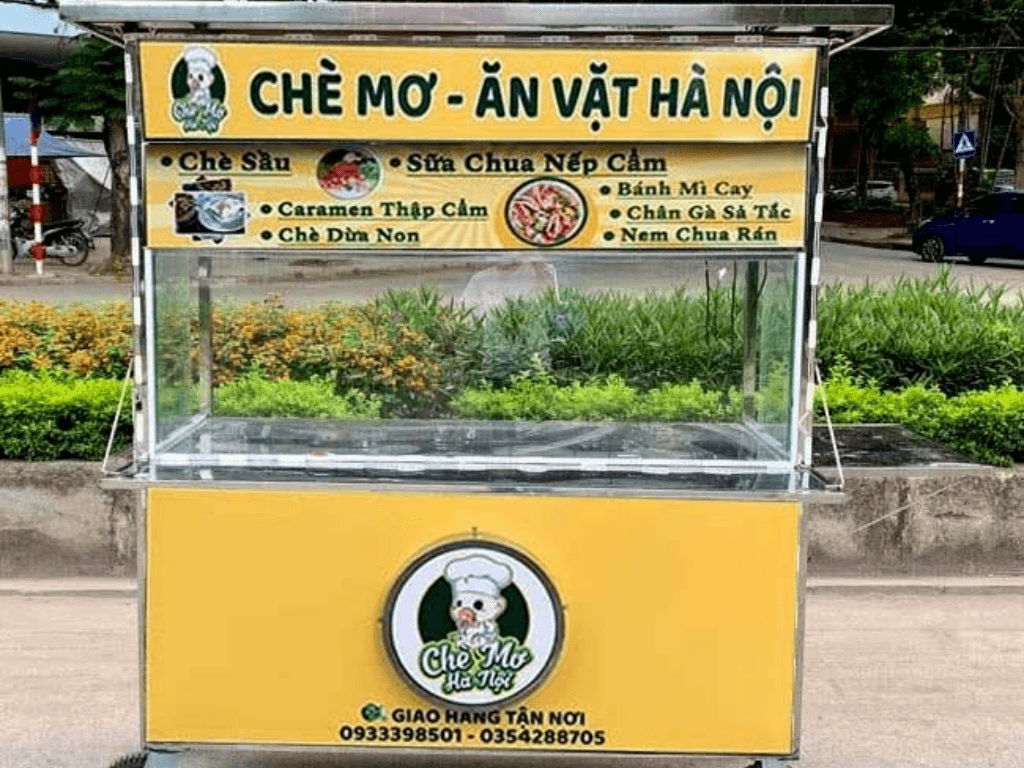 CHÈ MƠ - ĂN VẶT HÀ NỘI
• Chè Sầu
• Sữa Chua Nếp Cẩm
• Bánh Mì Cay
• Caramen Thập Cẩm
• Chân Gà Sả Tắc
• Chè Dừa Non
• Nem Chua Rán
Chè Mơ
Hà Nội
GIAO HÀNG TẬN NƠI
0933398501 - 0354288705